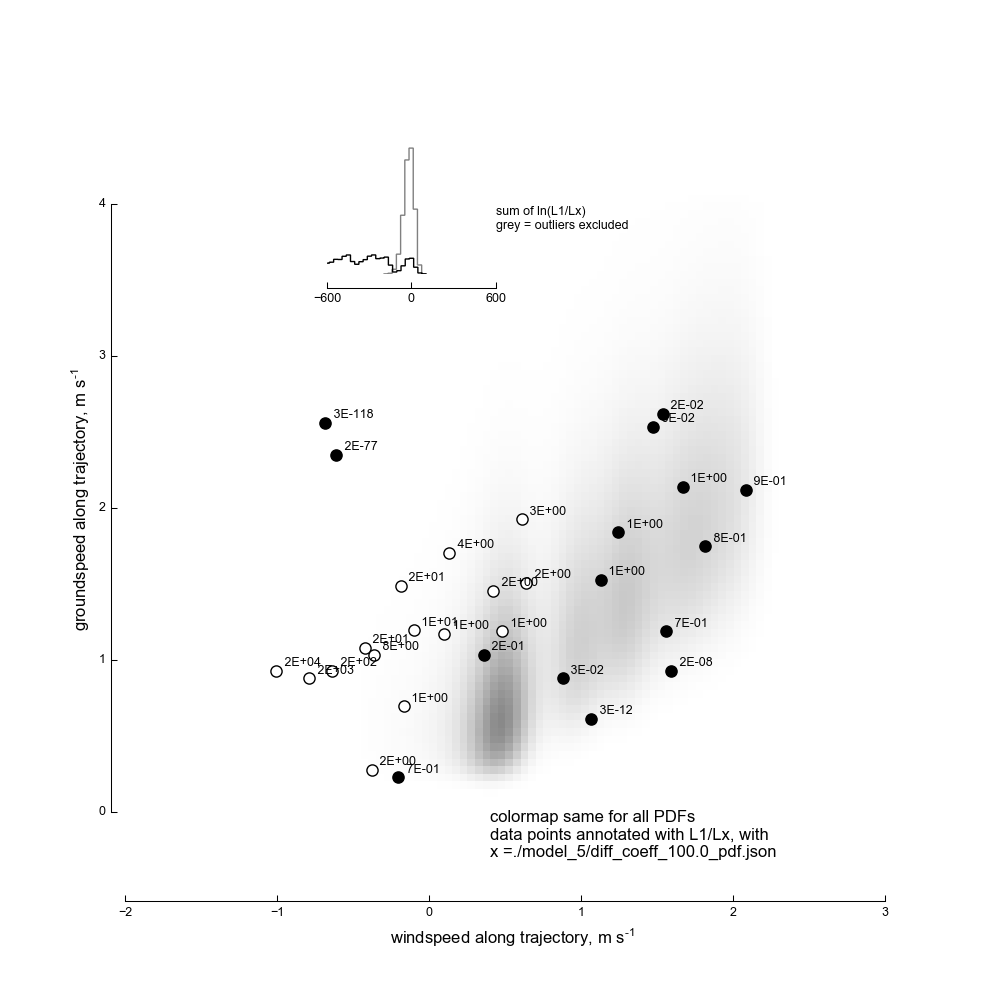 sum of ln(L1/Lx)
grey = outliers excluded
4
−600
0
600
3
3E-118
2E-77
2E-02
E-02
1E+00
9E-01
2
3E+00
1E+00
4E+00
8E-01
2E+01
2E+00
2E+00
1E+00
1E+01
1E+00
1E+00
7E-01
2E+01
8E+00
2E-01
1
2E+04
2E+03
2E+02
3E-02
2E-08
1E+00
3E-12
2E+00
7E-01
0
groundspeed along trajectory, m s-1
colormap same for all PDFs
data points annotated with L1/Lx, with
x =./model_5/diff_coeff_100.0_pdf.json
−2
−1
0
1
2
3
windspeed along trajectory, m s-1